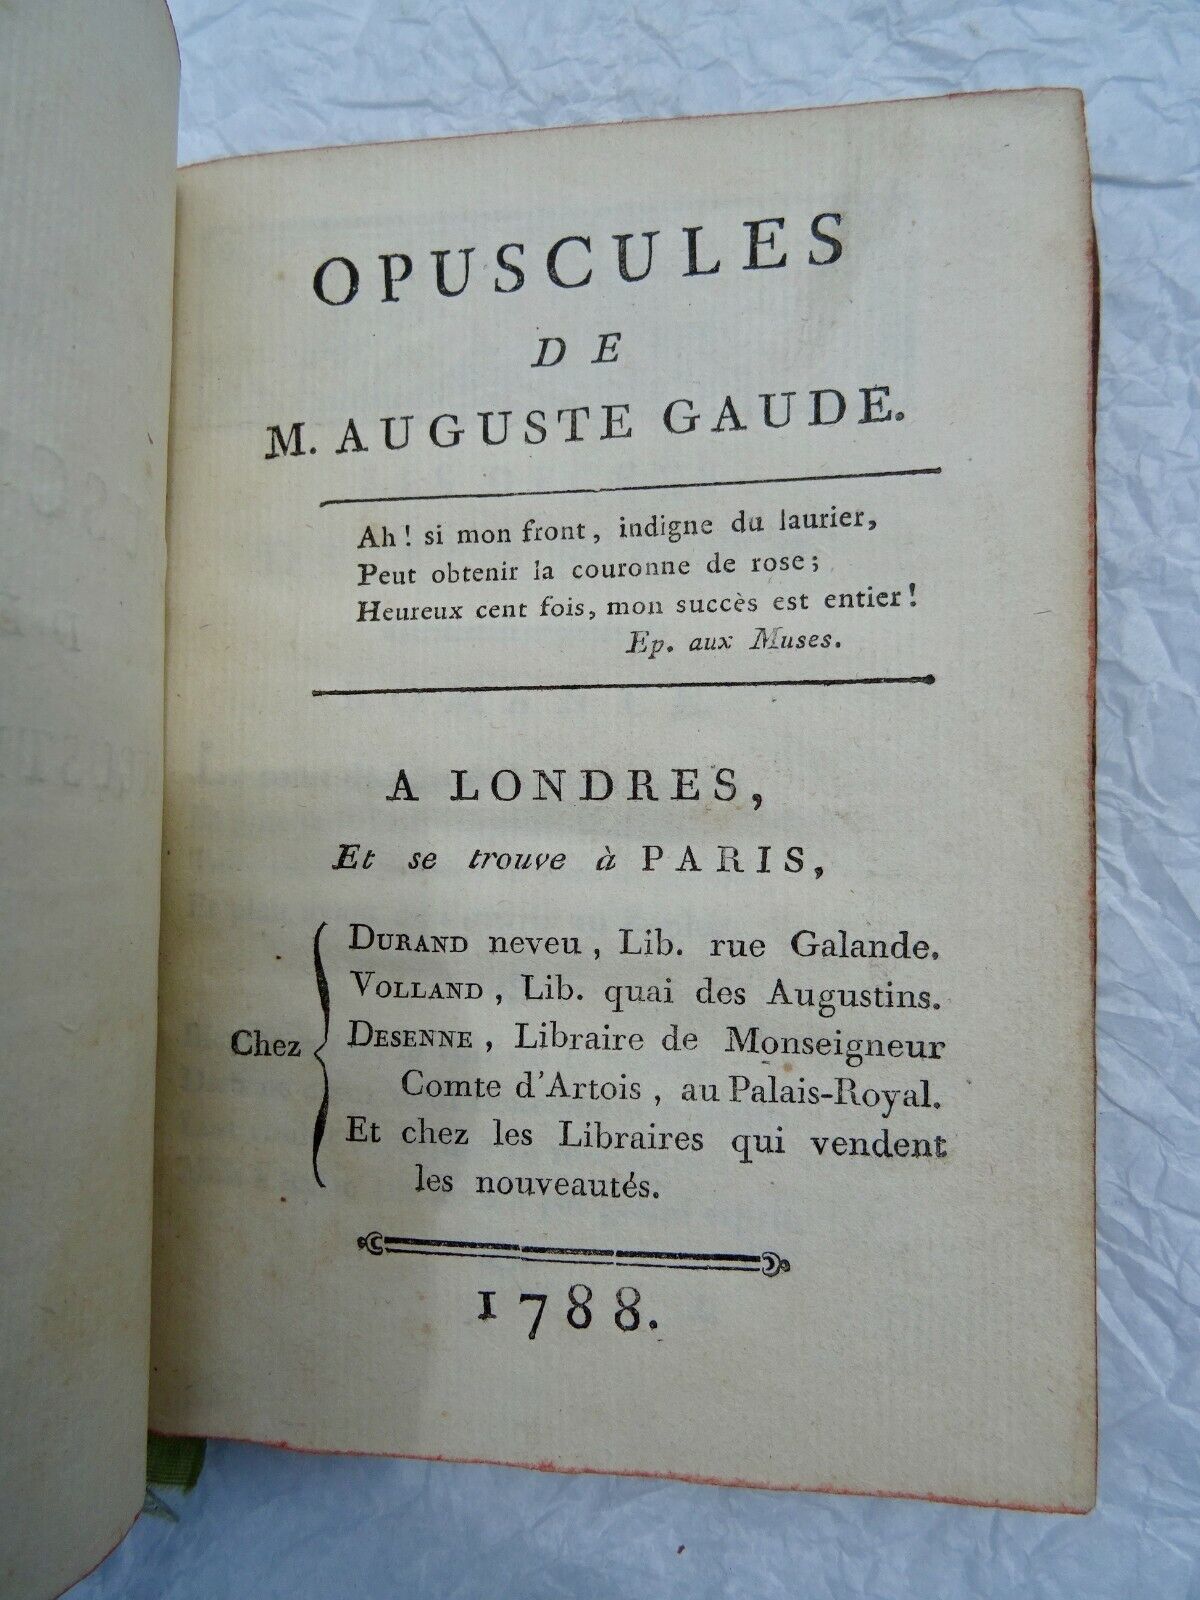 OPUSCULES
DE
M. AUGUSTE GAUDE.
Ah! si mon front, indigne du laurier,
Peut obtenir la couronne de rose;
Heureux cent fois, mon succès est entier!
Ep. aux Muses.
A LONDRES,
Et se trouve à PARIS,
Chez
DURAND neveu, Lib. rue Galande.
VOLLAND, Lib. quai des Augustins.
DESENNE, Libraire de Monseigneur
Comte d'Artois, au Palais-Royal.
Et chez les Libraires qui vendent
les nouveautés.
1788.